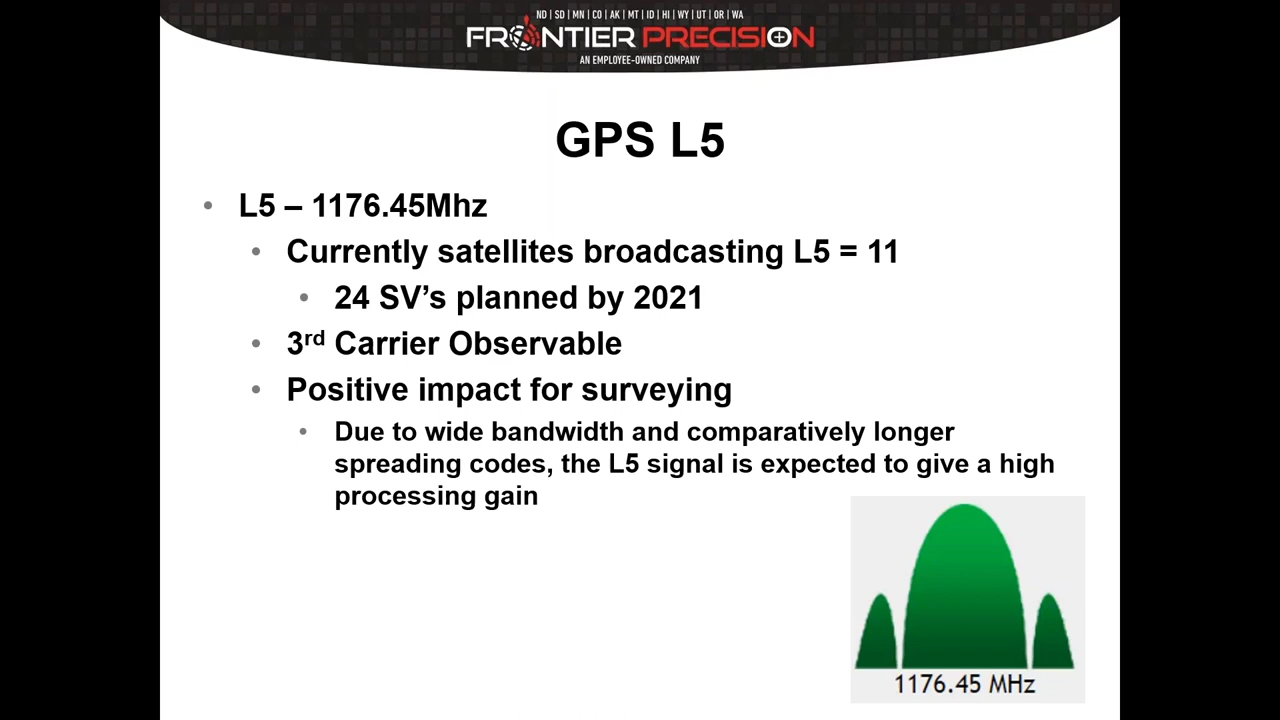 ND | SD | MN | CO | AK | MT | ID | HI | WY | UT | OR | WA
FRONTIER PRECISION
AN EMPLOYEE-OWNED COMPANY
GPS L5
• L5 – 1176.45Mhz
• Currently satellites broadcasting L5 = 11
• 24 SV’s planned by 2021
• 3rd Carrier Observable
• Positive impact for surveying
• Due to wide bandwidth and comparatively longer
spreading codes, the L5 signal is expected to give a high
processing gain
1176.45 MHz